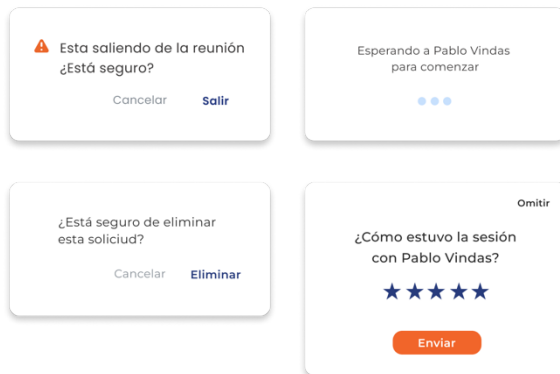 Esta saliendo de la reunión
¿Está seguro?
Cancelar
Salir
Esperando a Pablo Vindas
para comenzar
¿Está seguro de eliminar
esta soliciud?
Cancelar
Eliminar
Omitir
¿Cómo estuvo la sesión
con Pablo Vindas?
Enviar